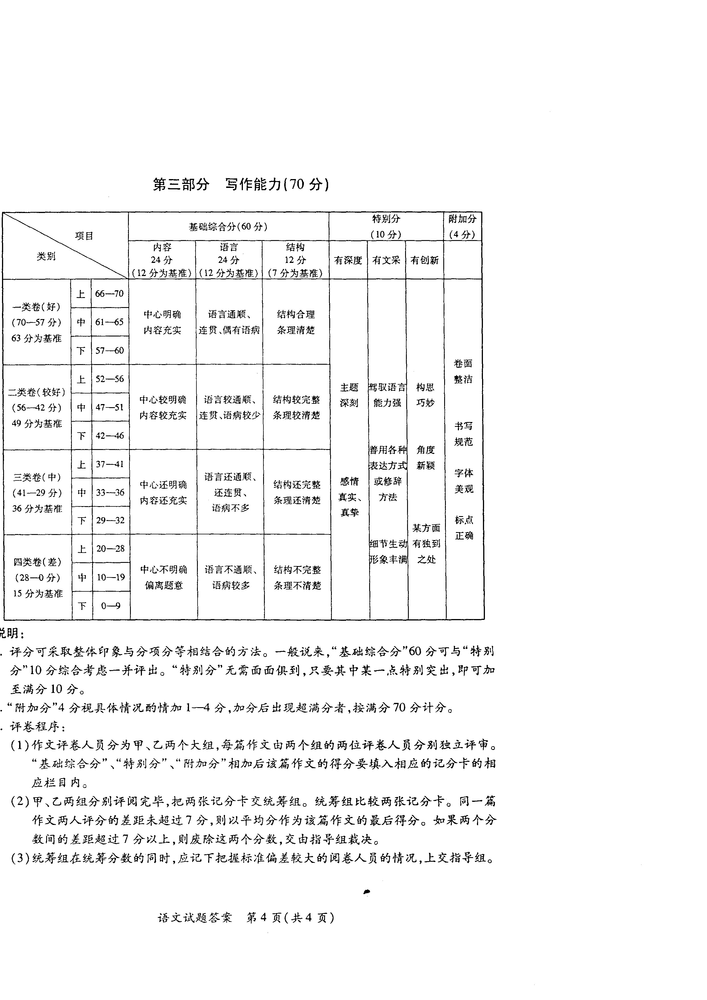 第三部分 写作能力(70分)
项目
类别
基础综合分(60分)
特别分
(10分)
附加分
(4分)
内容
24分
(12分为基准)
语言
24分
(12分为基准)
结构
12分
(7分为基准)
有深度
有文采
有创新
一类卷(好)
(70—57分)
63分为基准
上 66—70
中 61—65
下 57—60
中心明确
内容充实
语言通顺、
连贯、偶有语病
结构合理
条理清楚
二类卷(较好)
(56—42分)
49分为基准
上 52—56
中 47—51
下 42—46
中心较明确
内容较充实
语言较通顺、
连贯、语病较少
结构较完整
条理较清楚
三类卷(中)
(41—29分)
36分为基准
上 37—41
中 33—36
下 29—32
中心还明确
内容还充实
语言还通顺、
还连贯、
语病不多
结构还完整
条理还清楚
四类卷(差)
(28—0分)
15分为基准
上 20—28
中 10—19
下 0—9
中心不明确
偏离题意
语言不通顺、
语病较多
结构不完整
条理不清楚
主题
深刻
感情
真实、
真挚
驾驭语言
能力强
善用各种
表达方式
或修辞
方法
细节生动
形象丰满
构思
巧妙
角度
新颖
某方面
有独到
之处
卷面
整洁
书写
规范
字体
美观
标点
正确
说明:
. 评分可采取整体印象与分项分等相结合的方法。一般说来,“基础综合分”60分可与“特别
分”10分综合考虑一并评出。“特别分”无需面面俱到,只要其中某一点特别突出,即可加
至满分10分。
. “附加分”4分视具体情况酌情加1—4分,加分后出现超满分者,按满分70分计分。
. 评卷程序:
(1)作文评卷人员分为甲、乙两个大组,每篇作文由两个组的两位评卷人员分别独立评审。
“基础综合分”、“特别分”、“附加分”相加后该篇作文的得分要填入相应的记分卡的相
应栏目内。
(2)甲、乙两组分别评阅完毕,把两张记分卡交统筹组。统筹组比较两张记分卡。同一篇
作文两人评分的差距未超过7分,则以平均分作为该篇作文的最后得分。如果两个分
数间的差距超过7分以上,则废除这两个分数,交由指导组裁决。
(3)统筹组在统筹分数的同时,应记下把握标准偏差较大的阅卷人员的情况,上交指导组。
语文试题答案 第4页(共4页)